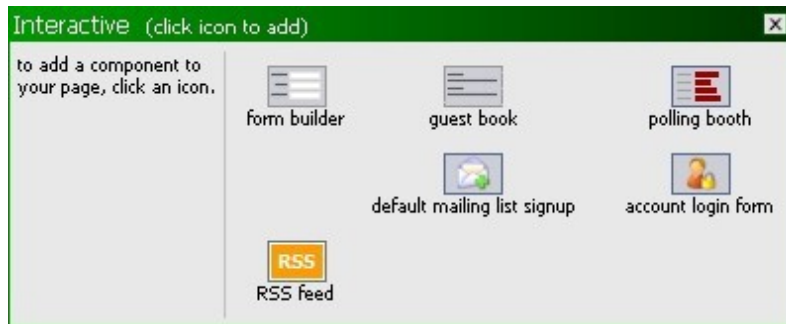 Interactive (click icon to add)
to add a component to
your page, click an icon.
form builder
guest book
polling booth
default mailing list signup
account login form
RSS
RSS feed